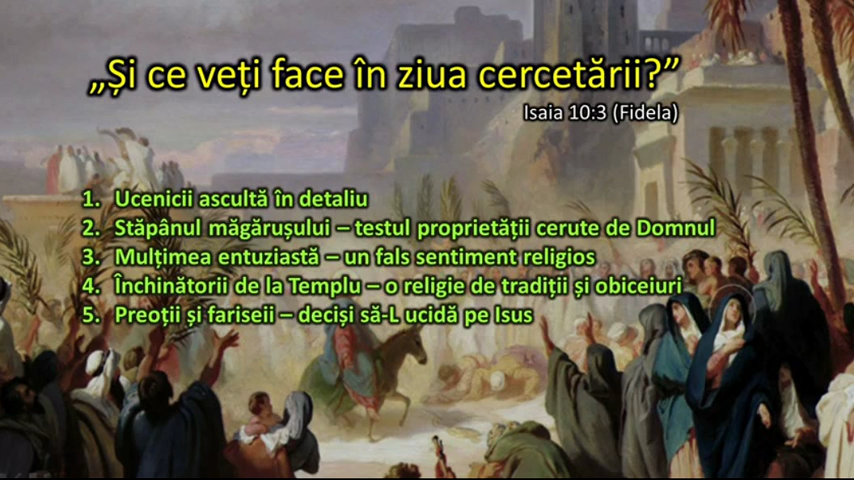 „Și ce veți face în ziua cercetării?”
Isaia 10:3 (Fidela)
1. Ucenicii ascultă în detaliu
2. Stăpânul măgărușului – testul proprietății cerute de Domnul
3. Mulțimea entuziastă – un fals sentiment religios
4. Închinătorii de la Templu – o religie de tradiții și obiceiuri
5. Preoții și fariseii – deciși să-L ucidă pe Isus